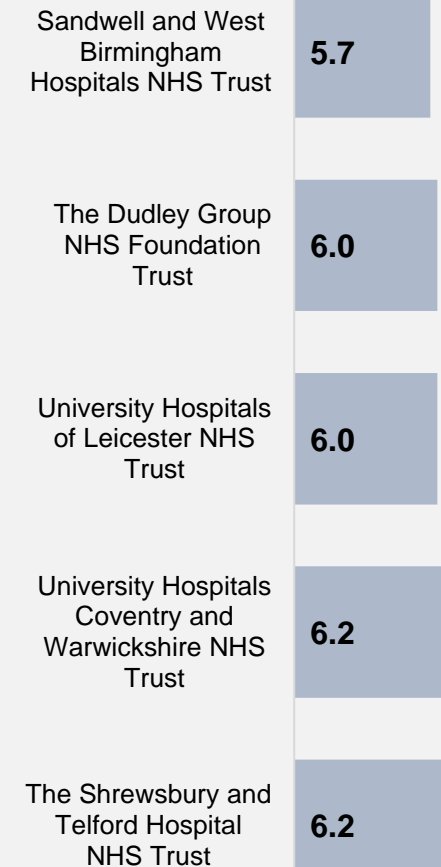 Sandwell and West
Birmingham
Hospitals NHS Trust
5.7
The Dudley Group
NHS Foundation
Trust
6.0
University Hospitals
of Leicester NHS
Trust
6.0
University Hospitals
Coventry and
Warwickshire NHS
Trust
6.2
The Shrewsbury and
Telford Hospital
NHS Trust
6.2